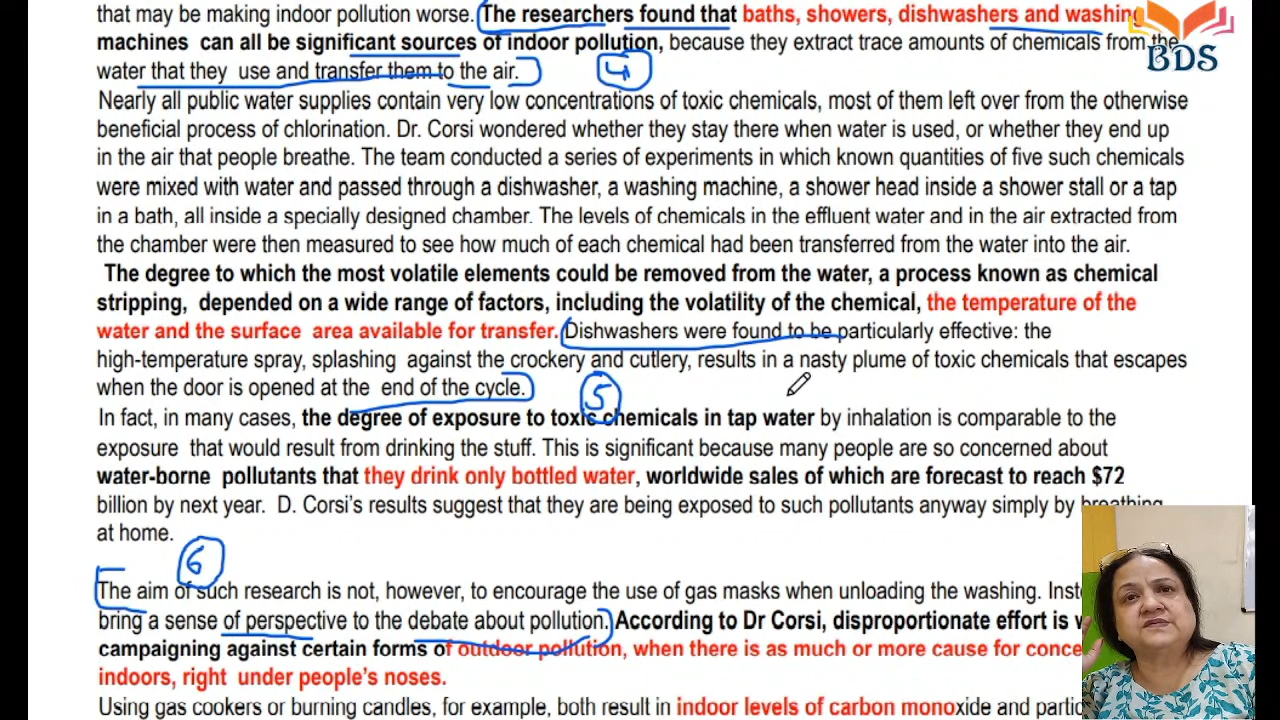 that may be making indoor pollution worse. The researchers found that baths, showers, dishwashers and washing
BDS
machines can all be significant sources of indoor pollution, because they extract trace amounts of chemicals from the
water that they use and transfer them to the air. 4
Nearly all public water supplies contain very low concentrations of toxic chemicals, most of them left over from the otherwise
beneficial process of chlorination. Dr. Corsi wondered whether they stay there when water is used, or whether they end up
in the air that people breathe. The team conducted a series of experiments in which known quantities of five such chemicals
were mixed with water and passed through a dishwasher, a washing machine, a shower head inside a shower stall or a tap
in a bath, all inside a specially designed chamber. The levels of chemicals in the effluent water and in the air extracted from
the chamber were then measured to see how much of each chemical had been transferred from the water into the air.
The degree to which the most volatile elements could be removed from the water, a process known as chemical
stripping, depended on a wide range of factors, including the volatility of the chemical, the temperature of the
water and the surface area available for transfer. Dishwashers were found to be particularly effective: the
high-temperature spray, splashing against the crockery and cutlery, results in a nasty plume of toxic chemicals that escapes
when the door is opened at the end of the cycle. 5
In fact, in many cases, the degree of exposure to toxic chemicals in tap water by inhalation is comparable to the
exposure that would result from drinking the stuff. This is significant because many people are so concerned about
water-borne pollutants that they drink only bottled water, worldwide sales of which are forecast to reach $72
billion by next year. D. Corsi's results suggest that they are being exposed to such pollutants anyway simply by breathing
at home.
6
The aim of such research is not, however, to encourage the use of gas masks when unloading the washing.
bring a sense of perspective to the debate about pollution. According to Dr Corsi, disproportionate effort is
campaigning against certain forms of outdoor pollution, when there is as much or more cause for
indoors, right under people's noses.
Using gas cookers or burning candles, for example, both result in indoor levels of carbon monoxide and